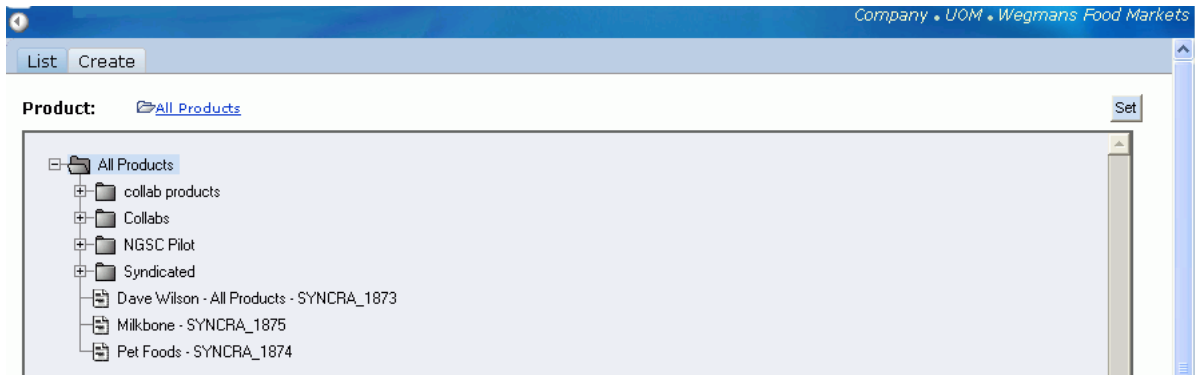 Company • UOM • Wegmans Food Markets
List Create
Product: All Products Set
All Products
collab products
Collabs
NGSC Pilot
Syndicated
Dave Wilson - All Products - SYNCRA_1873
Milkbone - SYNCRA_1875
Pet Foods - SYNCRA_1874